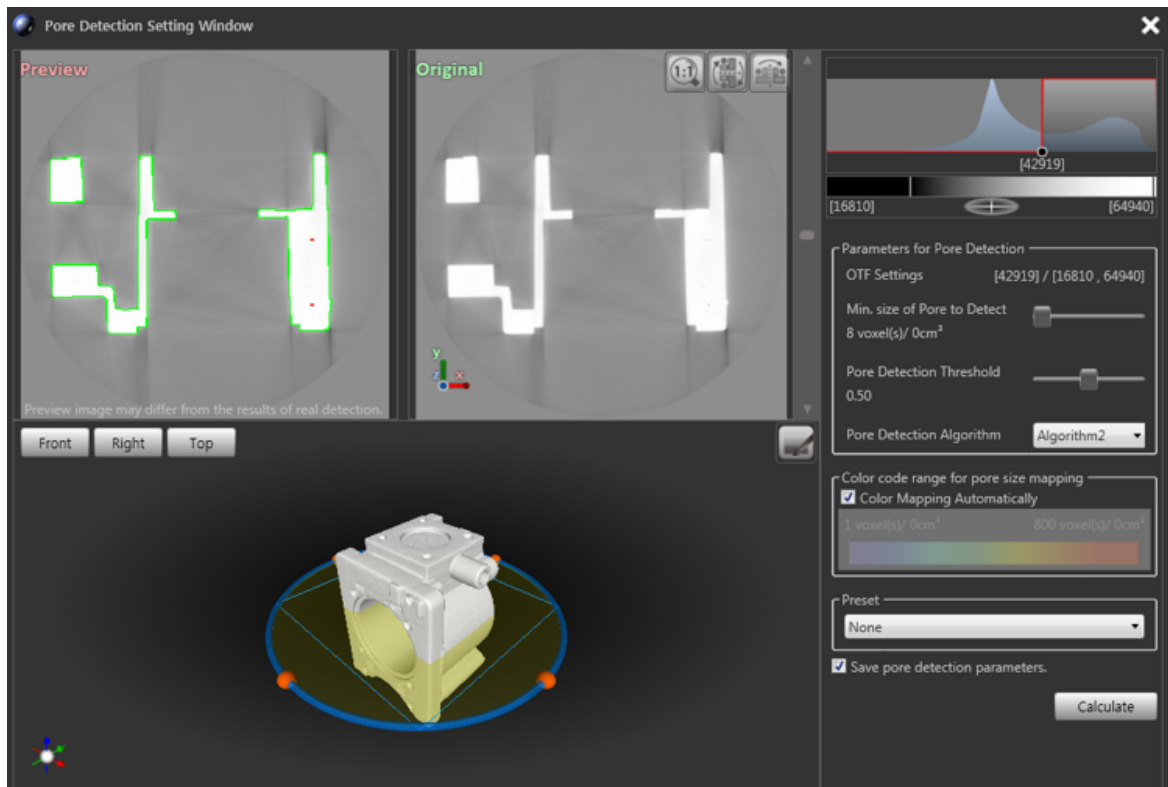 Pore Detection Setting Window
Preview
Original
1:1
[42919]
[16810]
[64940]
Parameters for Pore Detection
OTF Settings [42919] / [16810 , 64940]
Min. size of Pore to Detect
8 voxel(s)/ 0cm³
Pore Detection Threshold
0.50
Pore Detection Algorithm Algorithm2
Color code range for pore size mapping
Color Mapping Automatically
1 voxel(s)/ 0cm³ 800 voxel(s)/ 0cm³
Preset
None
Save pore detection parameters.
Calculate
y
z x
Preview image may differ from the results of real detection.
Front Right Top